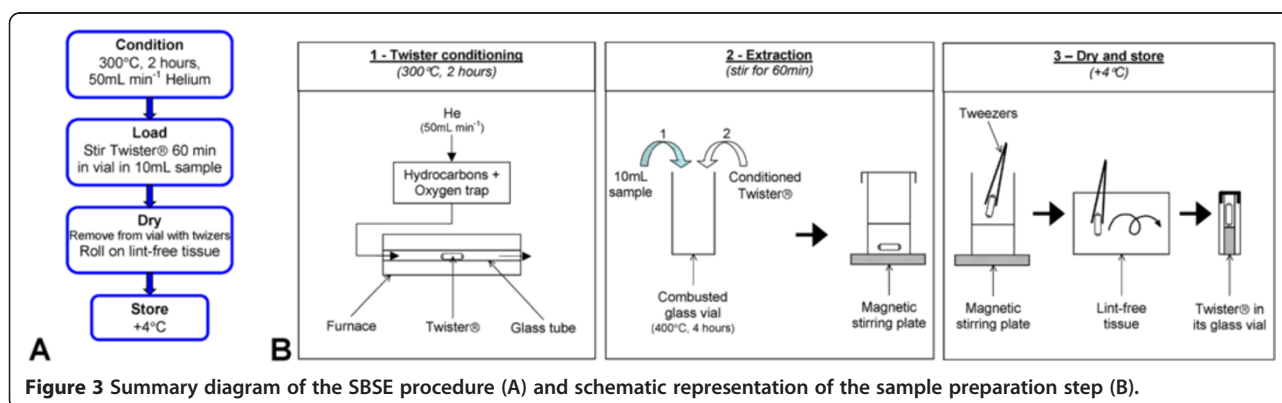 Condition
300°C, 2 hours,
50mL min-1 Helium
Load
Stir Twister® 60 min
in vial in 10mL sample
Dry
Remove from vial with twizers
Roll on lint-free tissue
Store
+4°C
A
B
1 - Twister conditioning
(300°C, 2 hours)
He
(50mL min-1)
Hydrocarbons +
Oxygen trap
Furnace
Twister®
Glass tube
2 - Extraction
(stir for 60min)
1
2
10mL
sample
Conditioned
Twister®
Combusted
glass vial
(400°C, 4 hours)
Magnetic
stirring plate
3 – Dry and store
(+4°C)
Tweezers
Magnetic
stirring plate
Lint-free
tissue
Twister® in
its glass vial
Figure 3 Summary diagram of the SBSE procedure (A) and schematic representation of the sample preparation step (B).